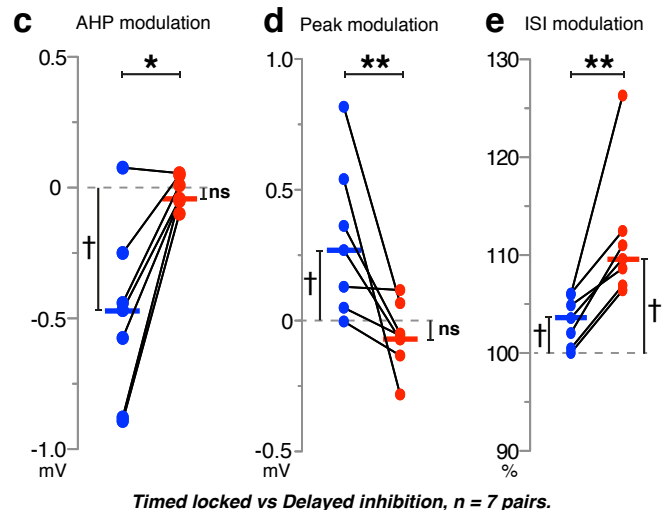 c AHP modulation
d Peak modulation
e ISI modulation
*
**
**
0.5
0
-0.5
-1.0
mV
†
ns
1.0
0.5
0
-0.5
mV
†
ns
130
120
110
100
90
%
†
†
Timed locked vs Delayed inhibition, n = 7 pairs.